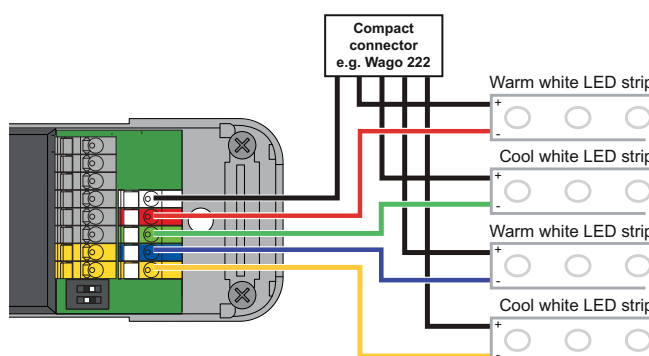 Compact
connector
e.g. Wago 222
Warm white LED strip
+
-
Cool white LED strip
+
-
Warm white LED strip
+
-
Cool white LED strip
+
-